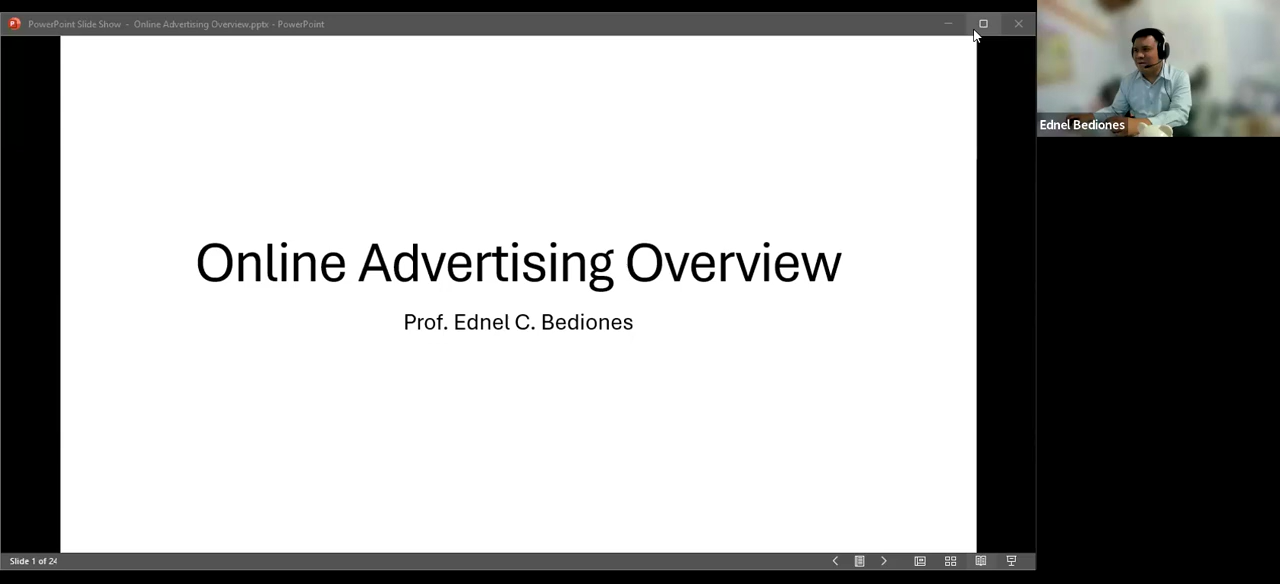 PowerPoint Slide Show - Online Advertising Overview.pptx - PowerPoint
Ednel Bediones
Online Advertising Overview
Prof. Ednel C. Bediones
Slide 1 of 24